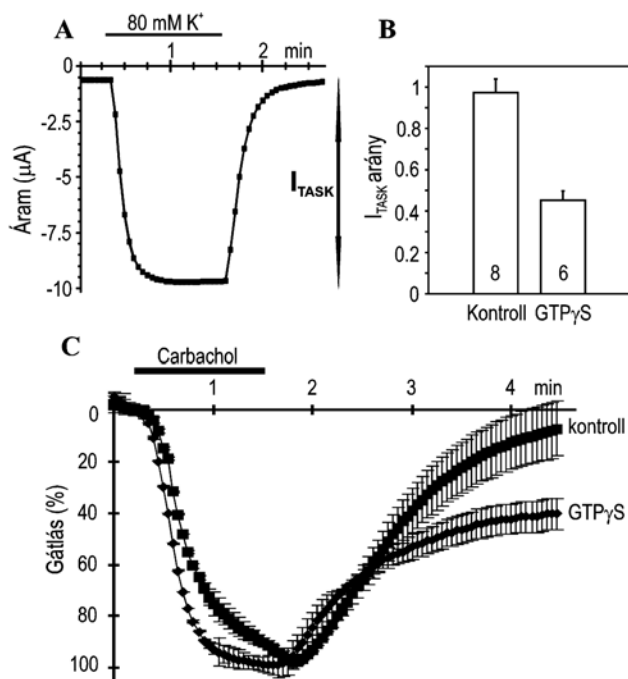 A
80 mM K⁺
1 2 min
0
-2.5
-5
-7.5
-10
Áram (μA)
I_TASK
B
1
0.8
0.6
0.4
0.2
0
I_TASK arány
8 6
Kontroll GTPγS
C
Carbachol
1 2 3 4 min
0
20
40
60
80
100
Gátlás (%)
kontroll
GTPγS